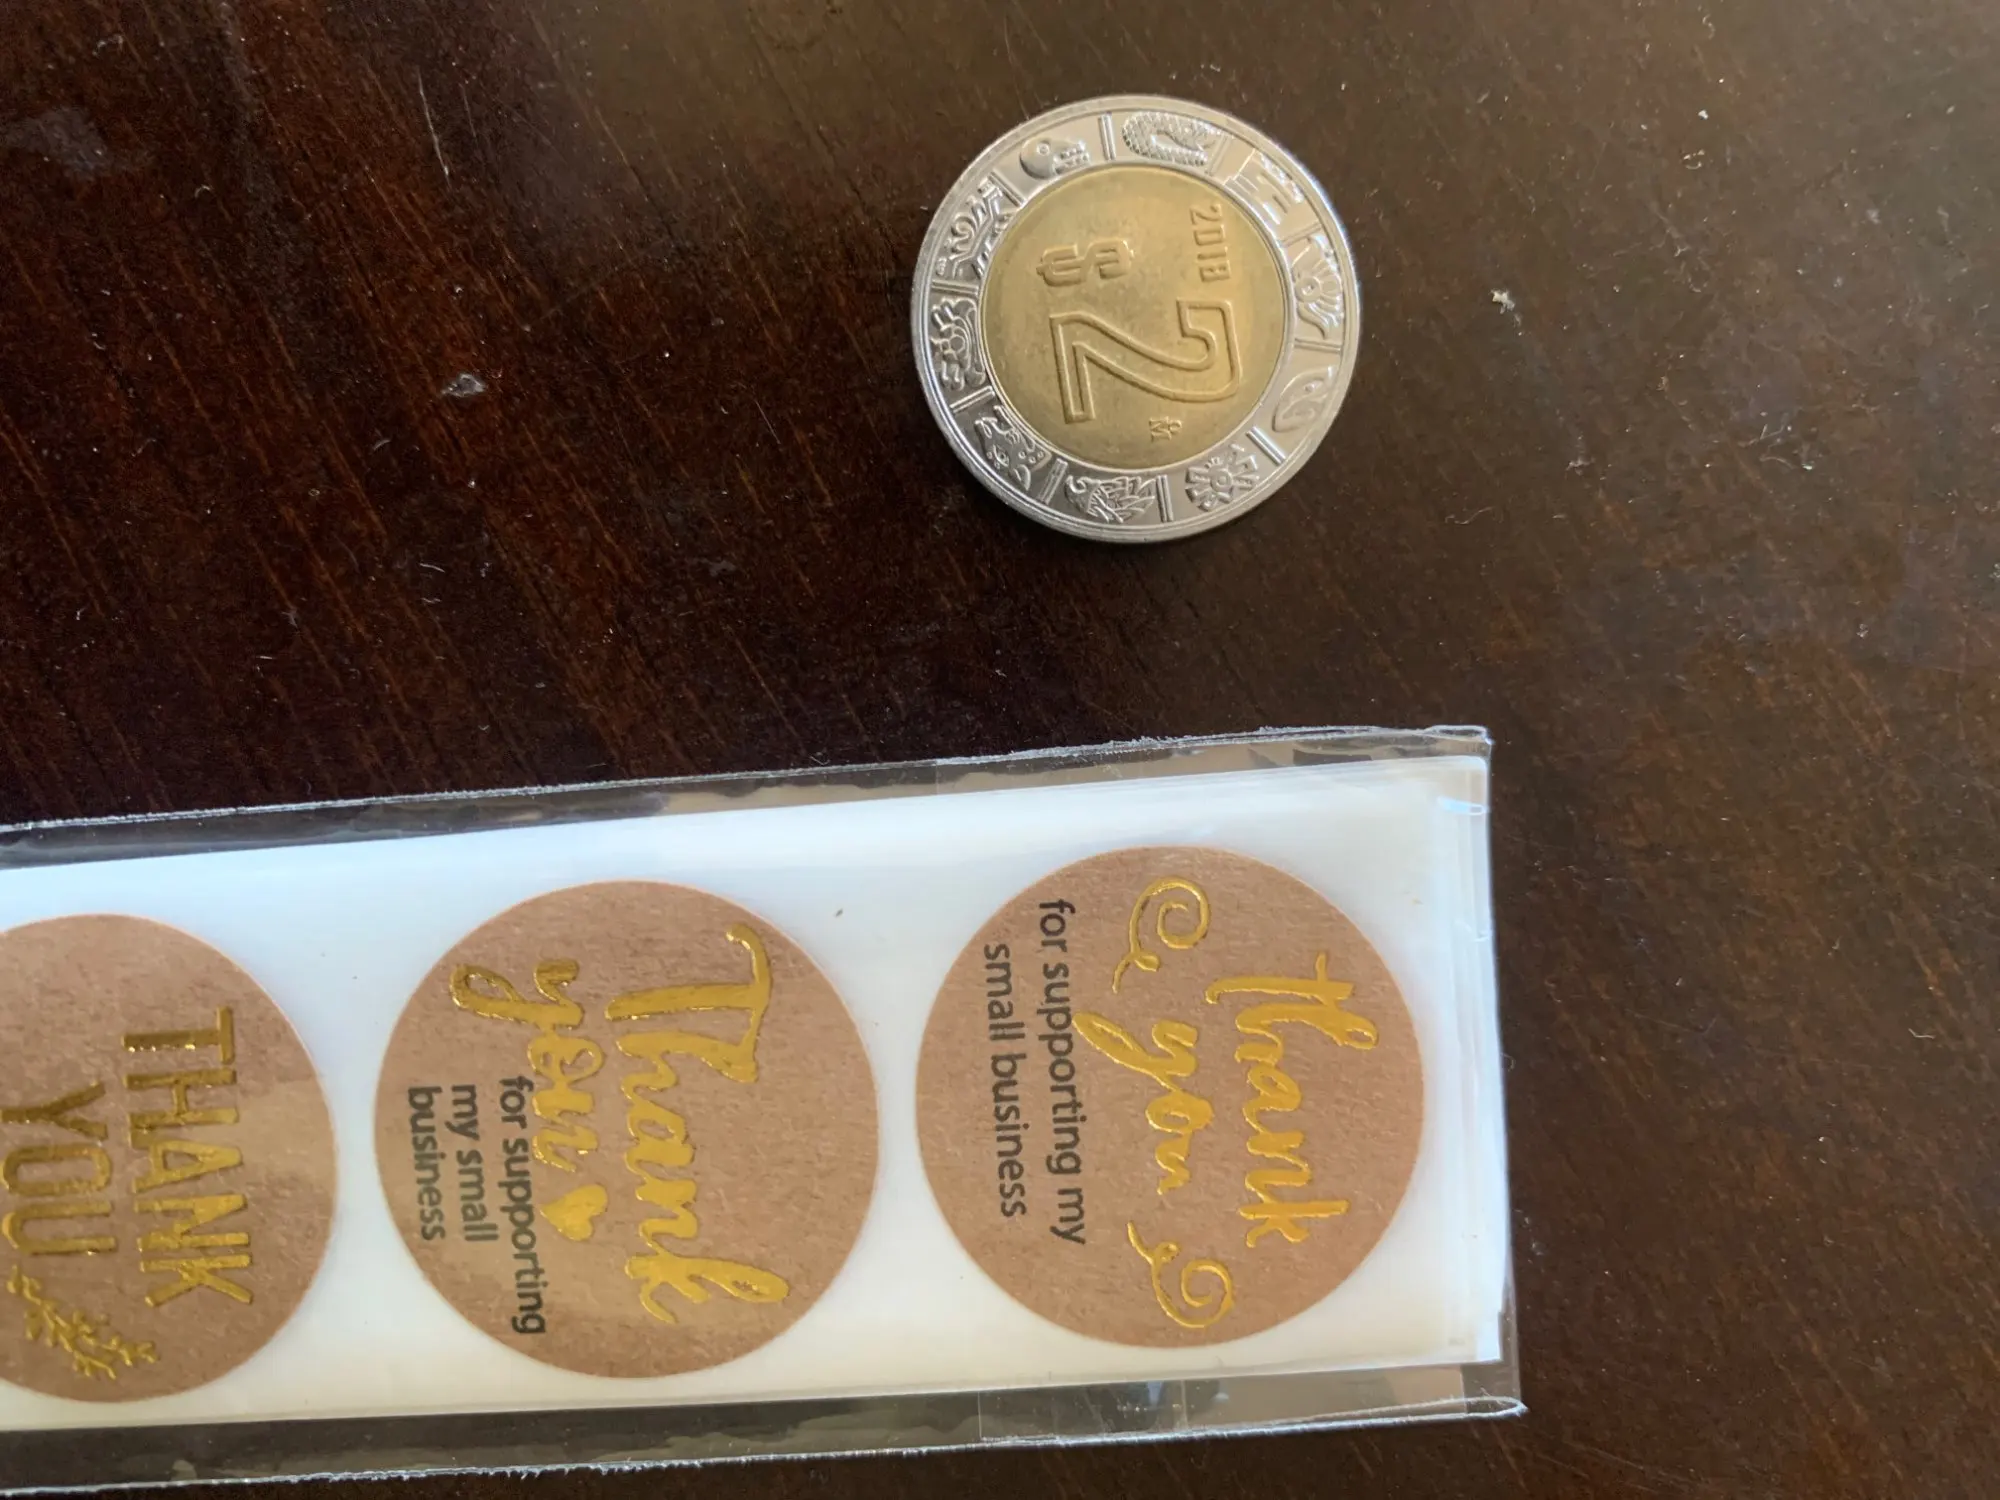 2018
$2
M
THANK
YOU
Thank
you
for supporting
my small
business
thank
you
for supporting my
small business